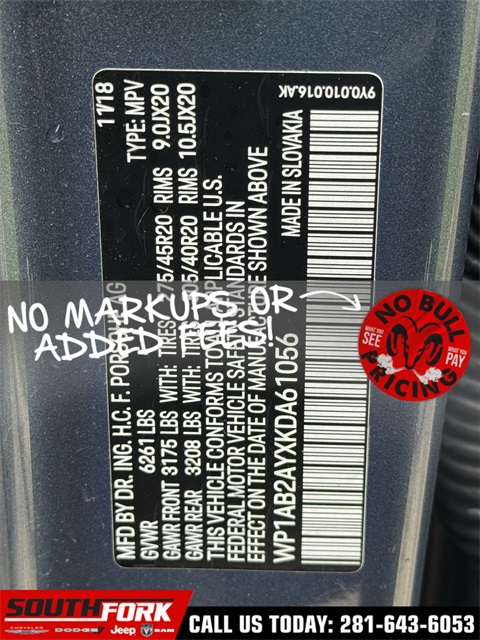 MFD BY DR. ING. H.C. F. PORSCHE AG 11/18
GVWR 6261 LBS TYPE: MPV
GAWR FRONT 3175 LBS WITH: TIRES 275/45R20 RIMS 9.0JX20
GAWR REAR 3208 LBS WITH: TIRES 305/40R20 RIMS 10.5JX20
THIS VEHICLE CONFORMS TO ALL APPLICABLE U.S.
FEDERAL MOTOR VEHICLE SAFETY STANDARDS IN
EFFECT ON THE DATE OF MANUFACTURE SHOWN ABOVE
WP1AB2AYXKDA61056 MADE IN SLOVAKIA
9Y0.010.016.AK
NO MARKUPS OR
ADDED FEES!
NO BULL
WHAT YOU SEE
WHAT YOU PAY
PRICING
SOUTHFORK
CHRYSLER DODGE Jeep RAM
CALL US TODAY: 281-643-6053